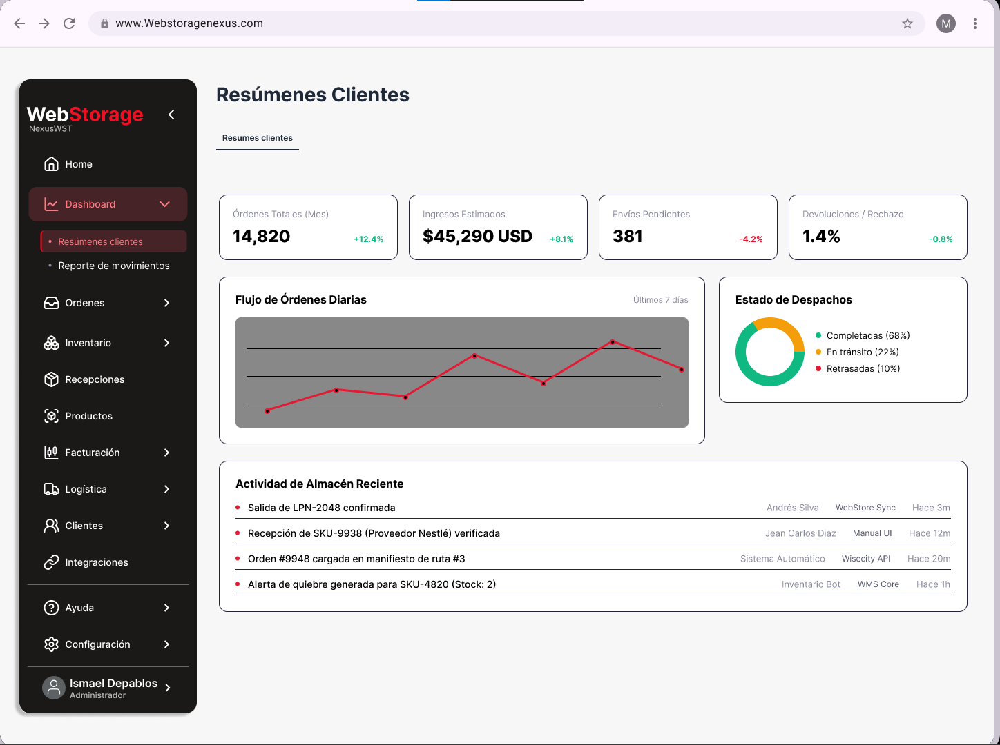 www.Webstoragenexus.com
M
WebStorage
NexusWST
Home
Dashboard
Resúmenes clientes
Reporte de movimientos
Ordenes
Inventario
Recepciones
Productos
Facturación
Logística
Clientes
Integraciones
Ayuda
Configuración
Ismael Depablos
Administrador
Resúmenes Clientes
Resumes clientes
Órdenes Totales (Mes)
14,820 +12.4%
Ingresos Estimados
$45,290 USD +8.1%
Envíos Pendientes
381 -4.2%
Devoluciones / Rechazo
1.4% -0.8%
Flujo de Órdenes Diarias Últimos 7 días
Estado de Despachos
Completadas (68%)
En tránsito (22%)
Retrasadas (10%)
Actividad de Almacén Reciente
Salida de LPN-2048 confirmada Andrés Silva WebStore Sync Hace 3m
Recepción de SKU-9938 (Proveedor Nestlé) verificada Jean Carlos Diaz Manual UI Hace 12m
Orden #9948 cargada en manifiesto de ruta #3 Sistema Automático Wisecity API Hace 20m
Alerta de quiebre generada para SKU-4820 (Stock: 2) Inventario Bot WMS Core Hace 1h